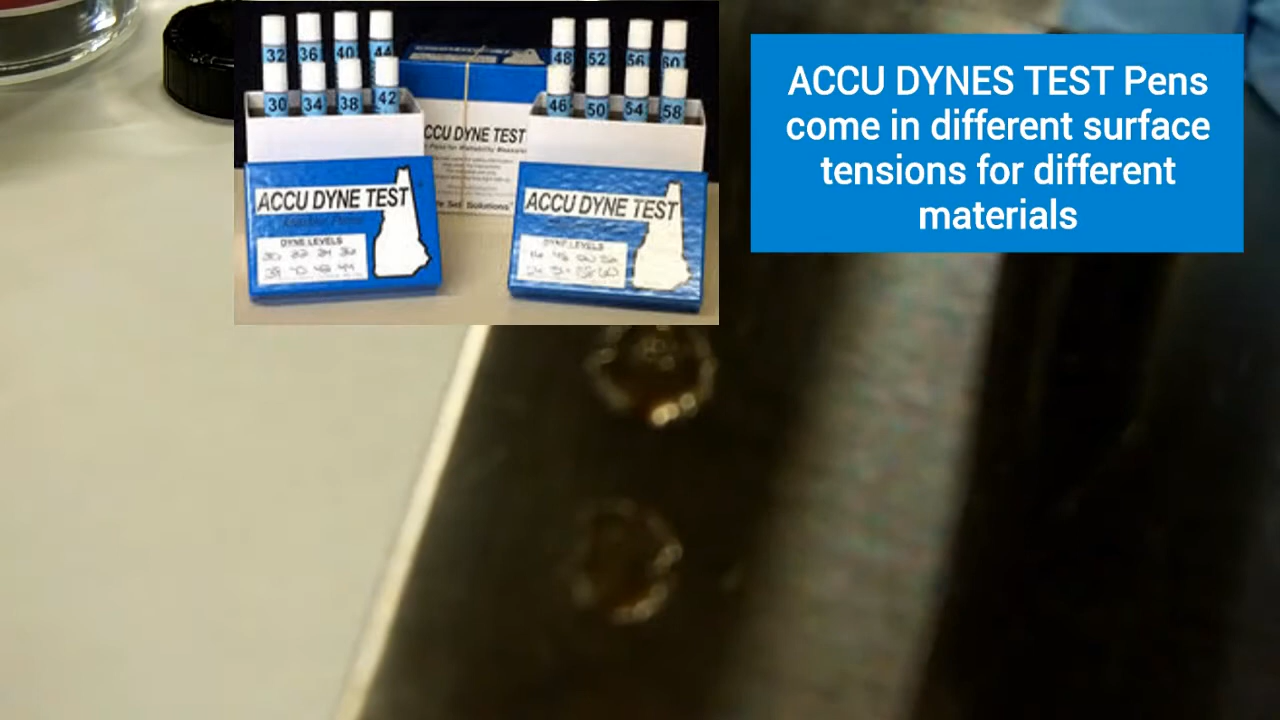 32 36 40 44
30 34 38 42
48 52 56 60
46 50 54 58
ACCU DYNE TEST
ACCU DYNE TEST
DYNE LEVELS
ACCU DYNE TEST
DYNE LEVELS
ACCU DYNES TEST Pens
come in different surface
tensions for different
materials